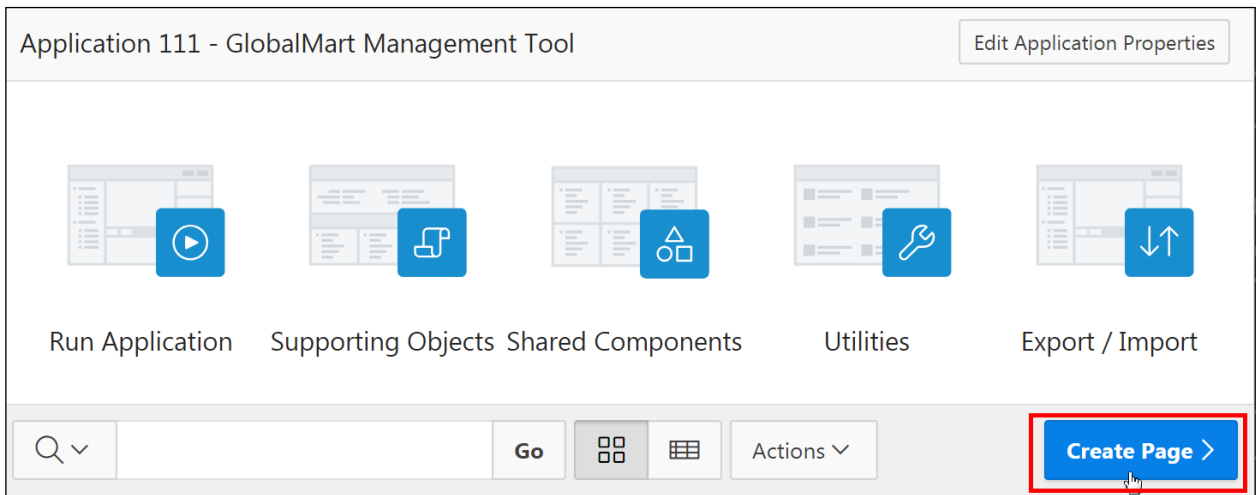 Application 111 - GlobalMart Management Tool
Edit Application Properties
Run Application
Supporting Objects
Shared Components
Utilities
Export / Import
Go
Actions
Create Page